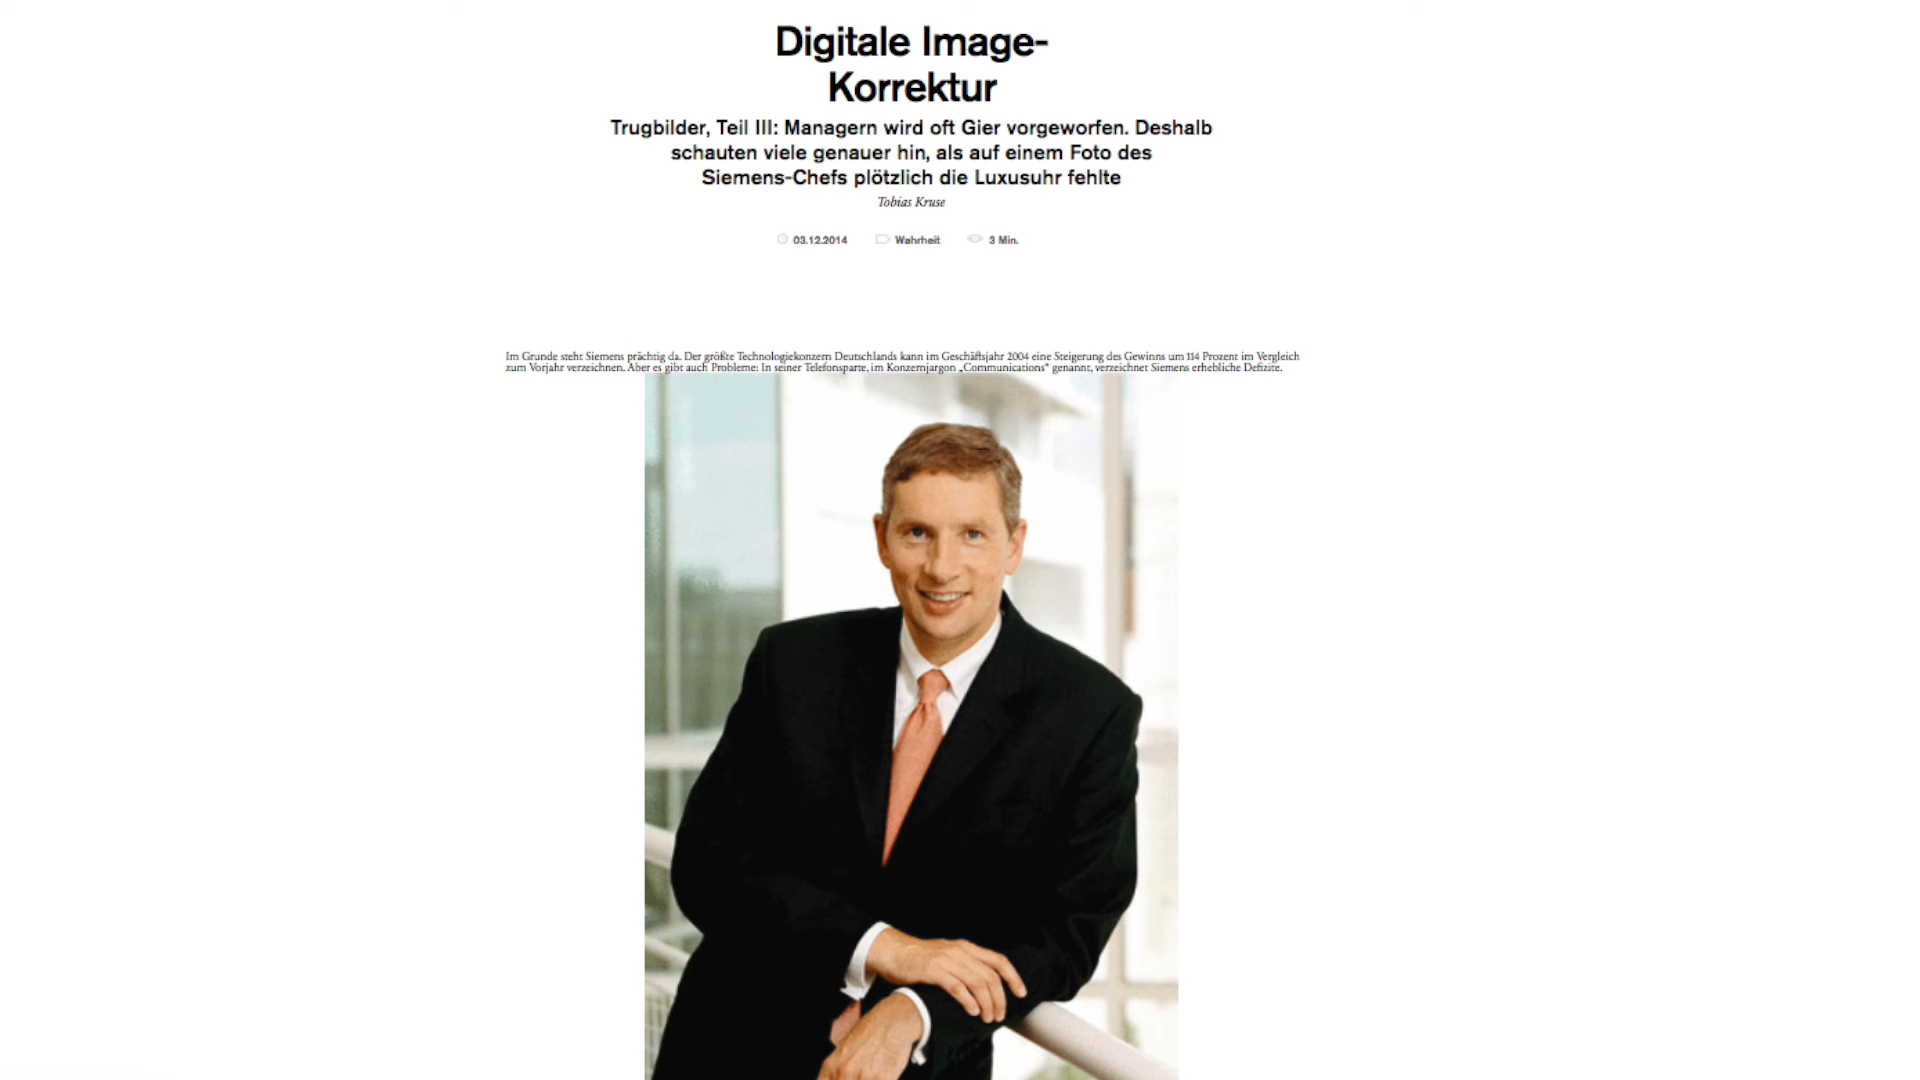 Digitale Image-
Korrektur
Trugbilder, Teil III: Managern wird oft Gier vorgeworfen. Deshalb
schauten viele genauer hin, als auf einem Foto des
Siemens-Chefs plötzlich die Luxusuhr fehlte
Tobias Kruse
03.12.2014 Wahrheit 3 Min.
Im Grunde steht Siemens prächtig da. Der größte Technologiekonzern Deutschlands kann im Geschäftsjahr 2004 eine Steigerung des Gewinns um 114 Prozent im Vergleich
zum Vorjahr verzeichnen. Aber es gibt auch Probleme: In seiner Telefonsparte, im Konzernjargon „Communications“ genannt, verzeichnet Siemens erhebliche Defizite.